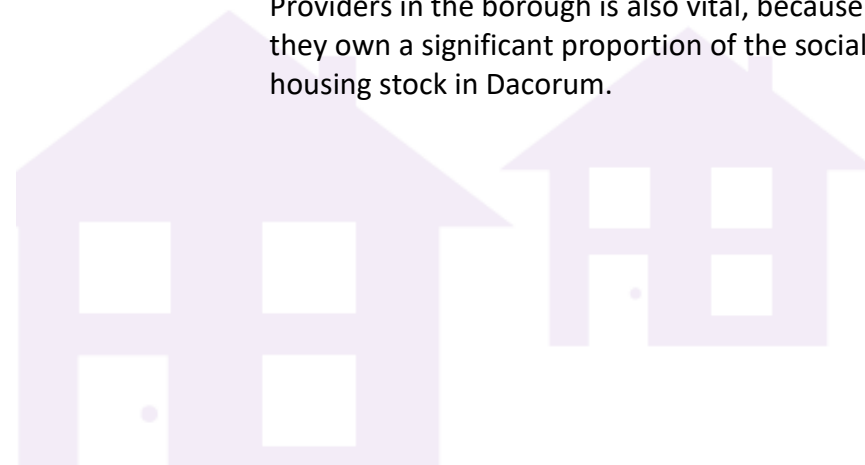 Providers in the borough is also vital, because
they own a significant proportion of the social
housing stock in Dacorum.